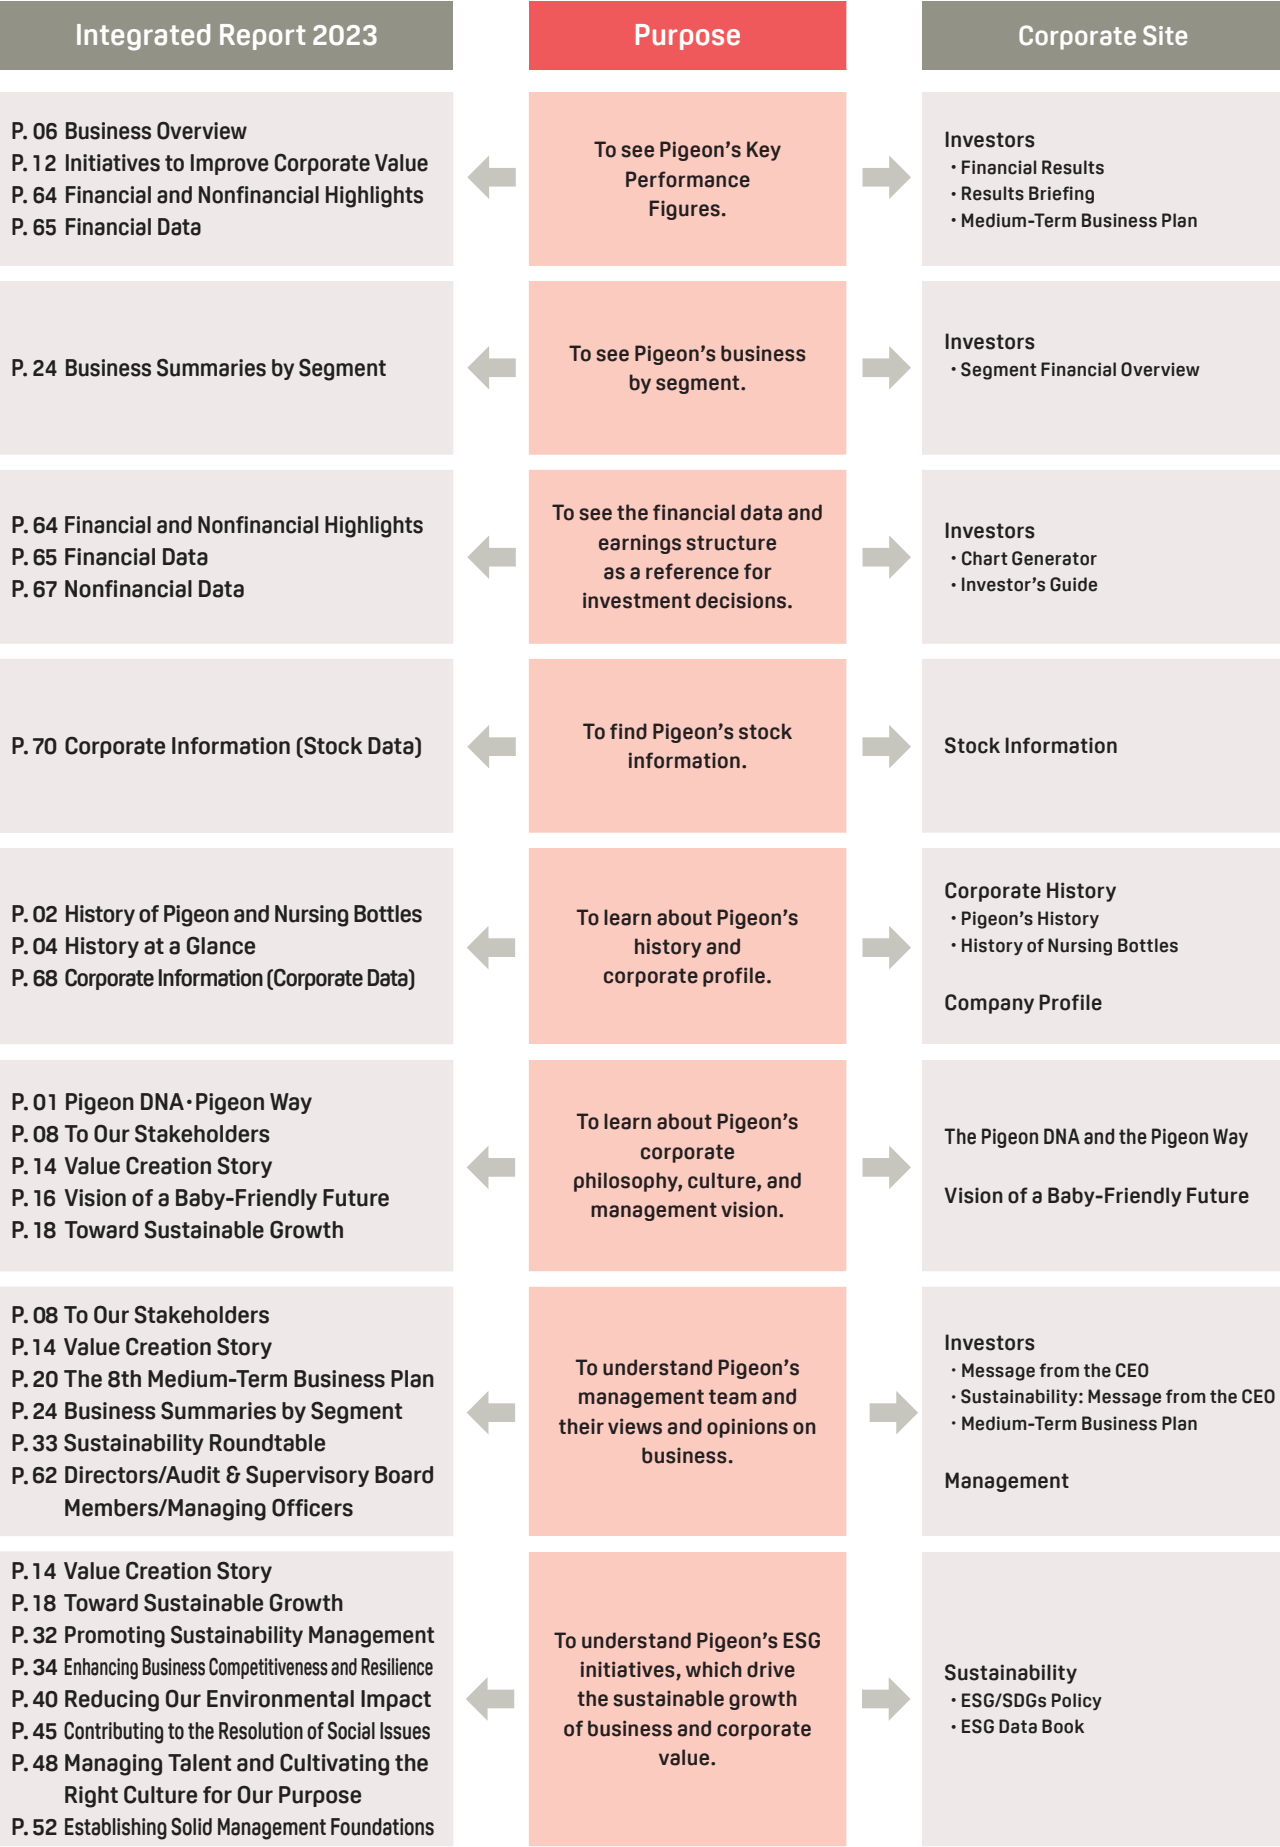 Integrated Report 2023
Purpose
Corporate Site
P. 06 Business Overview
P. 12 Initiatives to Improve Corporate Value
P. 64 Financial and Nonfinancial Highlights
P. 65 Financial Data
To see Pigeon's Key
Performance
Figures.
Investors
・Financial Results
・Results Briefing
・Medium-Term Business Plan
P. 24 Business Summaries by Segment
To see Pigeon's business
by segment.
Investors
・Segment Financial Overview
P. 64 Financial and Nonfinancial Highlights
P. 65 Financial Data
P. 67 Nonfinancial Data
To see the financial data and
earnings structure
as a reference for
investment decisions.
Investors
・Chart Generator
・Investor's Guide
P. 70 Corporate Information (Stock Data)
To find Pigeon's stock
information.
Stock Information
P. 02 History of Pigeon and Nursing Bottles
P. 04 History at a Glance
P. 68 Corporate Information (Corporate Data)
To learn about Pigeon's
history and
corporate profile.
Corporate History
・Pigeon's History
・History of Nursing Bottles
Company Profile
P. 01 Pigeon DNA・Pigeon Way
P. 08 To Our Stakeholders
P. 14 Value Creation Story
P. 16 Vision of a Baby-Friendly Future
P. 18 Toward Sustainable Growth
To learn about Pigeon's
corporate
philosophy, culture, and
management vision.
The Pigeon DNA and the Pigeon Way
Vision of a Baby-Friendly Future
P. 08 To Our Stakeholders
P. 14 Value Creation Story
P. 20 The 8th Medium-Term Business Plan
P. 24 Business Summaries by Segment
P. 33 Sustainability Roundtable
P. 62 Directors/Audit & Supervisory Board
Members/Managing Officers
To understand Pigeon's
management team and
their views and opinions on
business.
Investors
・Message from the CEO
・Sustainability: Message from the CEO
・Medium-Term Business Plan
Management
P. 14 Value Creation Story
P. 18 Toward Sustainable Growth
P. 32 Promoting Sustainability Management
P. 34 Enhancing Business Competitiveness and Resilience
P. 40 Reducing Our Environmental Impact
P. 45 Contributing to the Resolution of Social Issues
P. 48 Managing Talent and Cultivating the
Right Culture for Our Purpose
P. 52 Establishing Solid Management Foundations
To understand Pigeon's ESG
initiatives, which drive
the sustainable growth
of business and corporate
value.
Sustainability
・ESG/SDGs Policy
・ESG Data Book